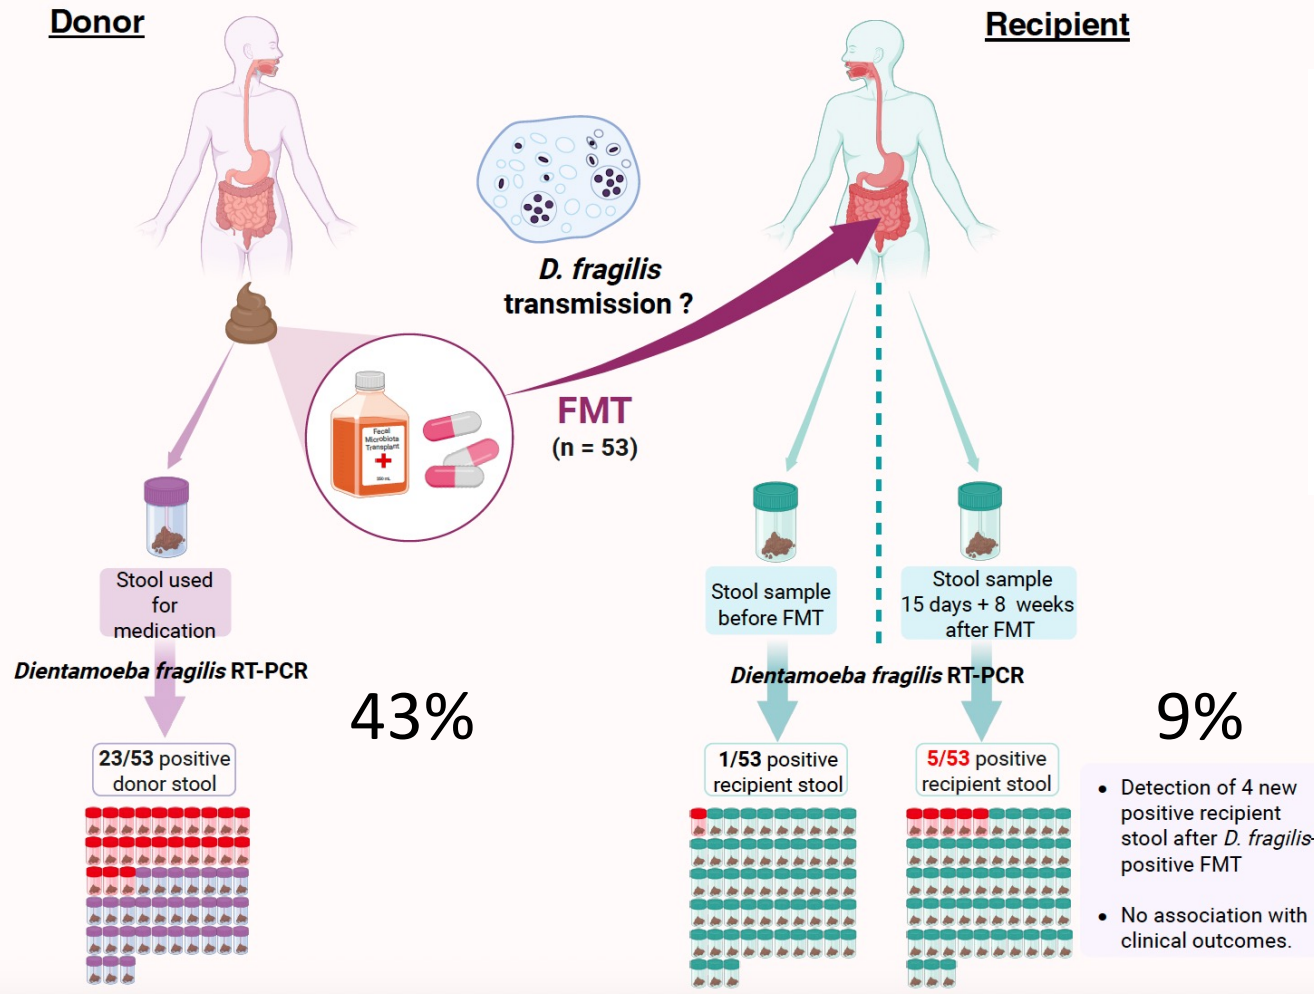 Donor
Recipient
D. fragilis
transmission ?
Fecal
Microbiota
Transplant
FMT
(n = 53)
Stool used
for
medication
Stool sample
before FMT
Stool sample
15 days + 8 weeks
after FMT
Dientamoeba fragilis RT-PCR
Dientamoeba fragilis RT-PCR
43%
9%
23/53 positive
donor stool
1/53 positive
recipient stool
5/53 positive
recipient stool
• Detection of 4 new
positive recipient
stool after D. fragilis-
positive FMT
• No association with
clinical outcomes.